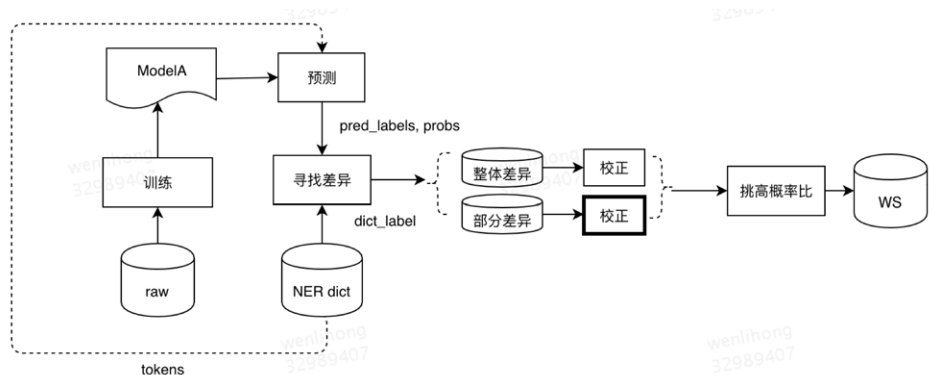 wenlihong
32989407
ModelA
预测
pred_labels, probs
训练
寻找差异
dict_label
整体差异
校正
部分差异
校正
挑高概率比
WS
raw
NER dict
tokens
wenlihong
32989407
wenlihong
32989407
wenlihong
32989407
32989407
32989407